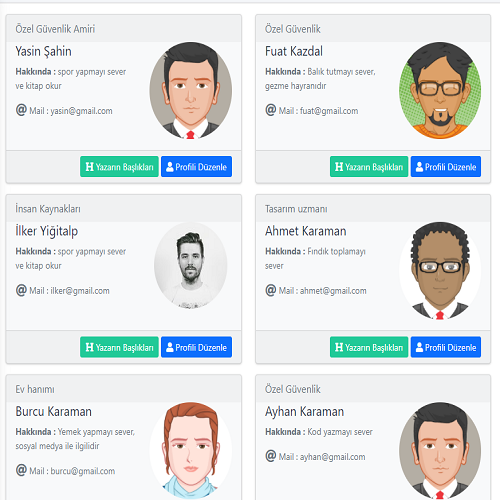 Özel Güvenlik Amiri
Yasin Şahin
Hakkında : spor yapmayı sever
ve kitap okur
@ Mail : yasin@gmail.com
H Yazarın Başlıkları
Profili Düzenle
Özel Güvenlik
Fuat Kazdal
Hakkında : Balık tutmayı sever,
gezme hayranıdır
@ Mail : fuat@gmail.com
H Yazarın Başlıkları
Profili Düzenle
İnsan Kaynakları
İlker Yiğitalp
Hakkında : spor yapmayı sever
ve kitap okur
@ Mail : ilker@gmail.com
H Yazarın Başlıkları
Profili Düzenle
Tasarım uzmanı
Ahmet Karaman
Hakkında : Fındık toplamayı
sever
@ Mail : ahmet@gmail.com
H Yazarın Başlıkları
Profili Düzenle
Ev hanımı
Burcu Karaman
Hakkında : Yemek yapmayı sever,
sosyal medya ile ilgilidir
@ Mail : burcu@gmail.com
Özel Güvenlik
Ayhan Karaman
Hakkında : Kod yazmayı sever
@ Mail : ayhan@gmail.com